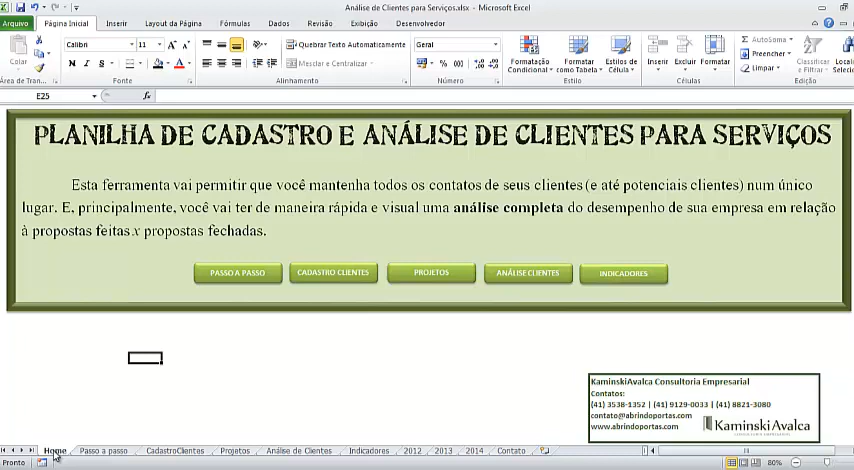 Análise de Clientes para Serviços.xlsx - Microsoft Excel
Arquivo Página Inicial Inserir Layout da Página Fórmulas Dados Revisão Exibição Desenvolvedor
Colar Calibri 11 Quebrar Texto Automaticamente Geral Formatação Condicional Formatar como Tabela Estilos de Célula Inserir Excluir Formatar AutoSoma Preencher Limpar Classificar e Filtrar
N I S Mesclar e Centralizar % 000
Área de Tran... Fonte Alinhamento Número Estilo Células Edição
E25 fx
PLANILHA DE CADASTRO E ANÁLISE DE CLIENTES PARA SERVIÇOS
Esta ferramenta vai permitir que você mantenha todos os contatos de seus clientes (e até potenciais clientes) num único
lugar. E, principalmente, você vai ter de maneira rápida e visual uma análise completa do desempenho de sua empresa em relação
à propostas feitas x propostas fechadas.
PASSO A PASSO CADASTRO CLIENTES PROJETOS ANÁLISE CLIENTES INDICADORES
KaminskiAvalca Consultoria Empresarial
Contatos:
(41) 3538-1352 | (41) 9129-0033 | (41) 8821-3080
contato@abrindoportas.com
www.abrindoportas.com Kaminski Avalca
Home Passo a passo CadastroClientes Projetos Análise de Clientes Indicadores 2012 2013 2014 Contato
Pronto 80%